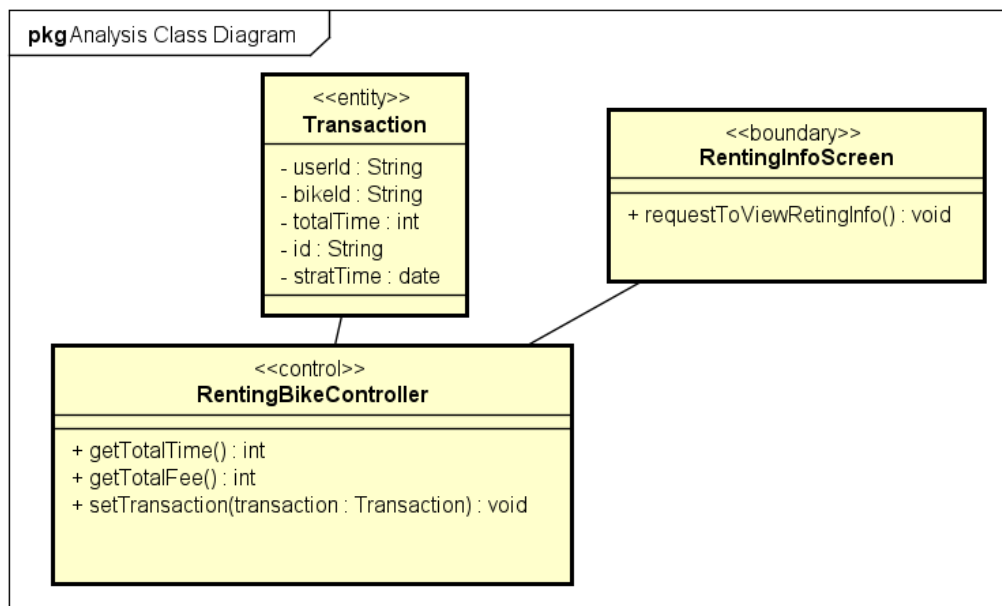 pkg Analysis Class Diagram
<<entity>>
Transaction
- userId : String
- bikeId : String
- totalTime : int
- id : String
- stratTime : date
<<boundary>>
RentingInfoScreen
+ requestToViewRetingInfo() : void
<<control>>
RentingBikeController
+ getTotalTime() : int
+ getTotalFee() : int
+ setTransaction(transaction : Transaction) : void